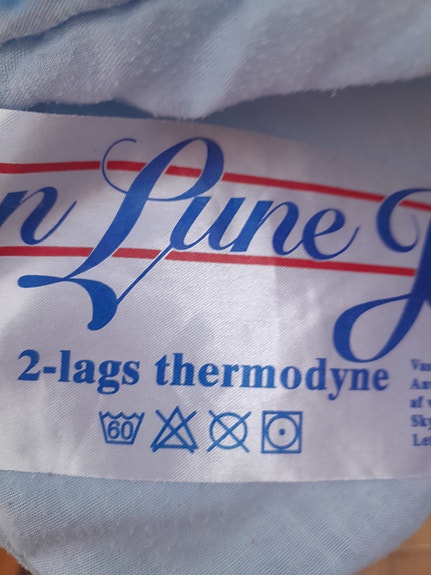 n Lune
2-lags thermodyne
60